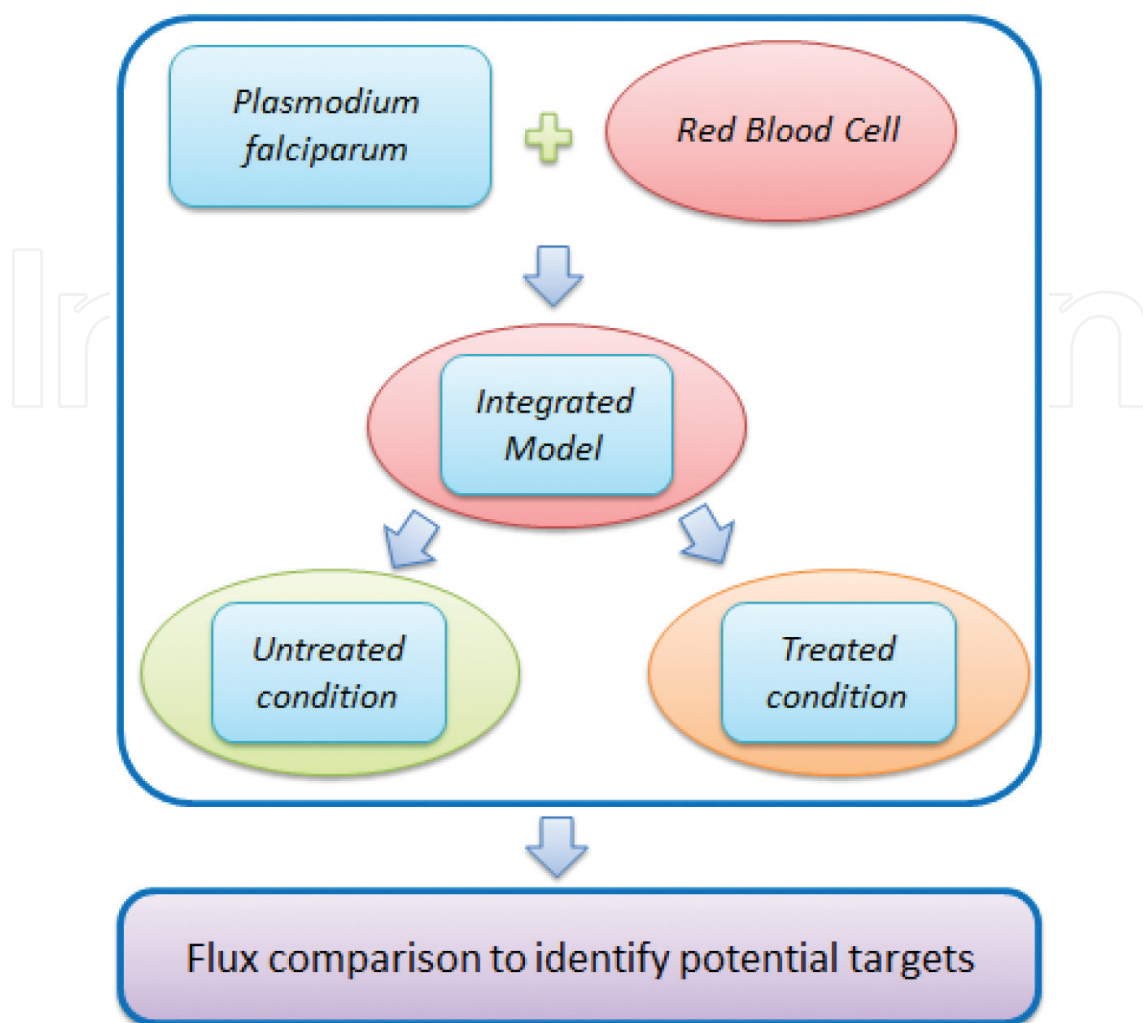 Plasmodium
falciparum
Red Blood Cell
Integrated
Model
Untreated
condition
Treated
condition
Flux comparison to identify potential targets